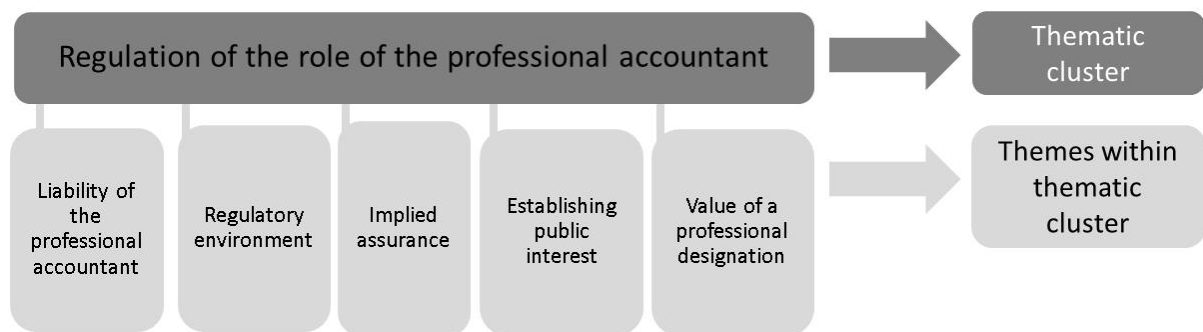 Regulation of the role of the professional accountant
Thematic
cluster
Liability of
the
professional
accountant
Regulatory
environment
Implied
assurance
Establishing
public
interest
Value of a
professional
designation
Themes within
thematic
cluster